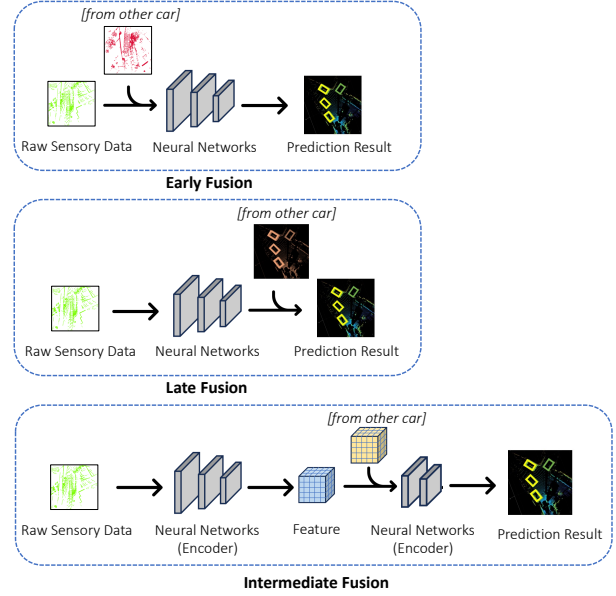 [from other car]
Raw Sensory Data
Neural Networks
Prediction Result
Early Fusion
[from other car]
Raw Sensory Data
Neural Networks
Prediction Result
Late Fusion
[from other car]
Raw Sensory Data
Neural Networks
(Encoder)
Feature
Neural Networks
(Encoder)
Prediction Result
Intermediate Fusion